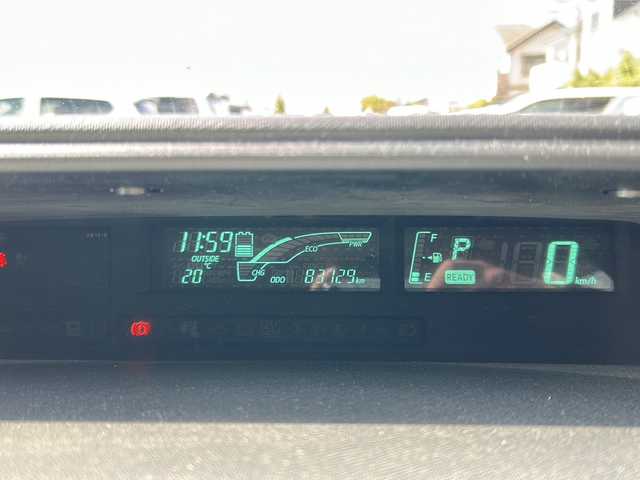 11:59
OUTSIDE
°C
20
ECO
PWR
CHG
ODO 83129 km
F
E
P
READY
0 km/h